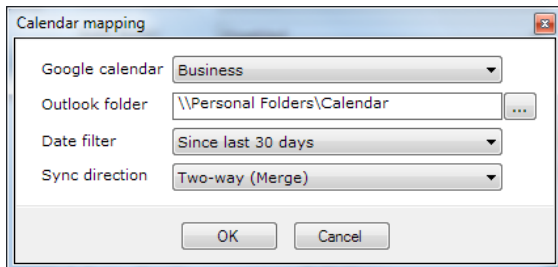 Calendar mapping
Google calendar Business
Outlook folder \\Personal Folders\Calendar ...
Date filter Since last 30 days
Sync direction Two-way (Merge)
OK Cancel